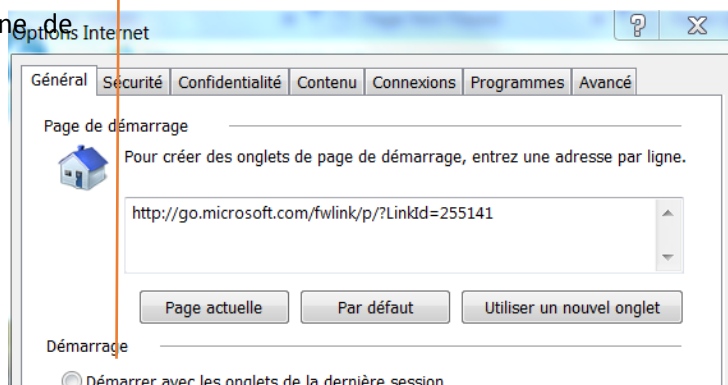 ne de
Options Internet
Général Sécurité Confidentialité Contenu Connexions Programmes Avancé
Page de démarrage
Pour créer des onglets de page de démarrage, entrez une adresse par ligne.
http://go.microsoft.com/fwlink/p/?LinkId=255141
Page actuelle Par défaut Utiliser un nouvel onglet
Démarrage
Démarrer avec les onglets de la dernière session